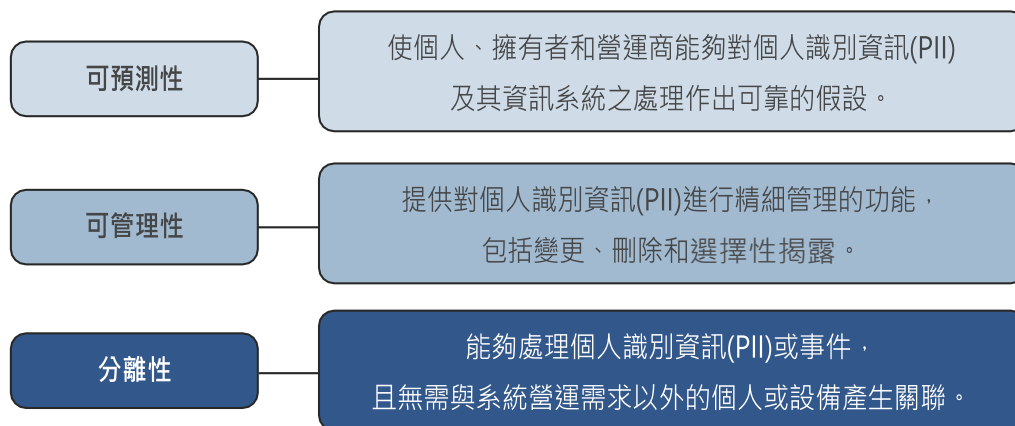 可預測性
使個人、擁有者和營運商能夠對個人識別資訊(PII)
及其資訊系統之處理作出可靠的假設。
可管理性
提供對個人識別資訊(PII)進行精細管理的功能，
包括變更、刪除和選擇性揭露。
分離性
能夠處理個人識別資訊(PII)或事件，
且無需與系統營運需求以外的個人或設備產生關聯。